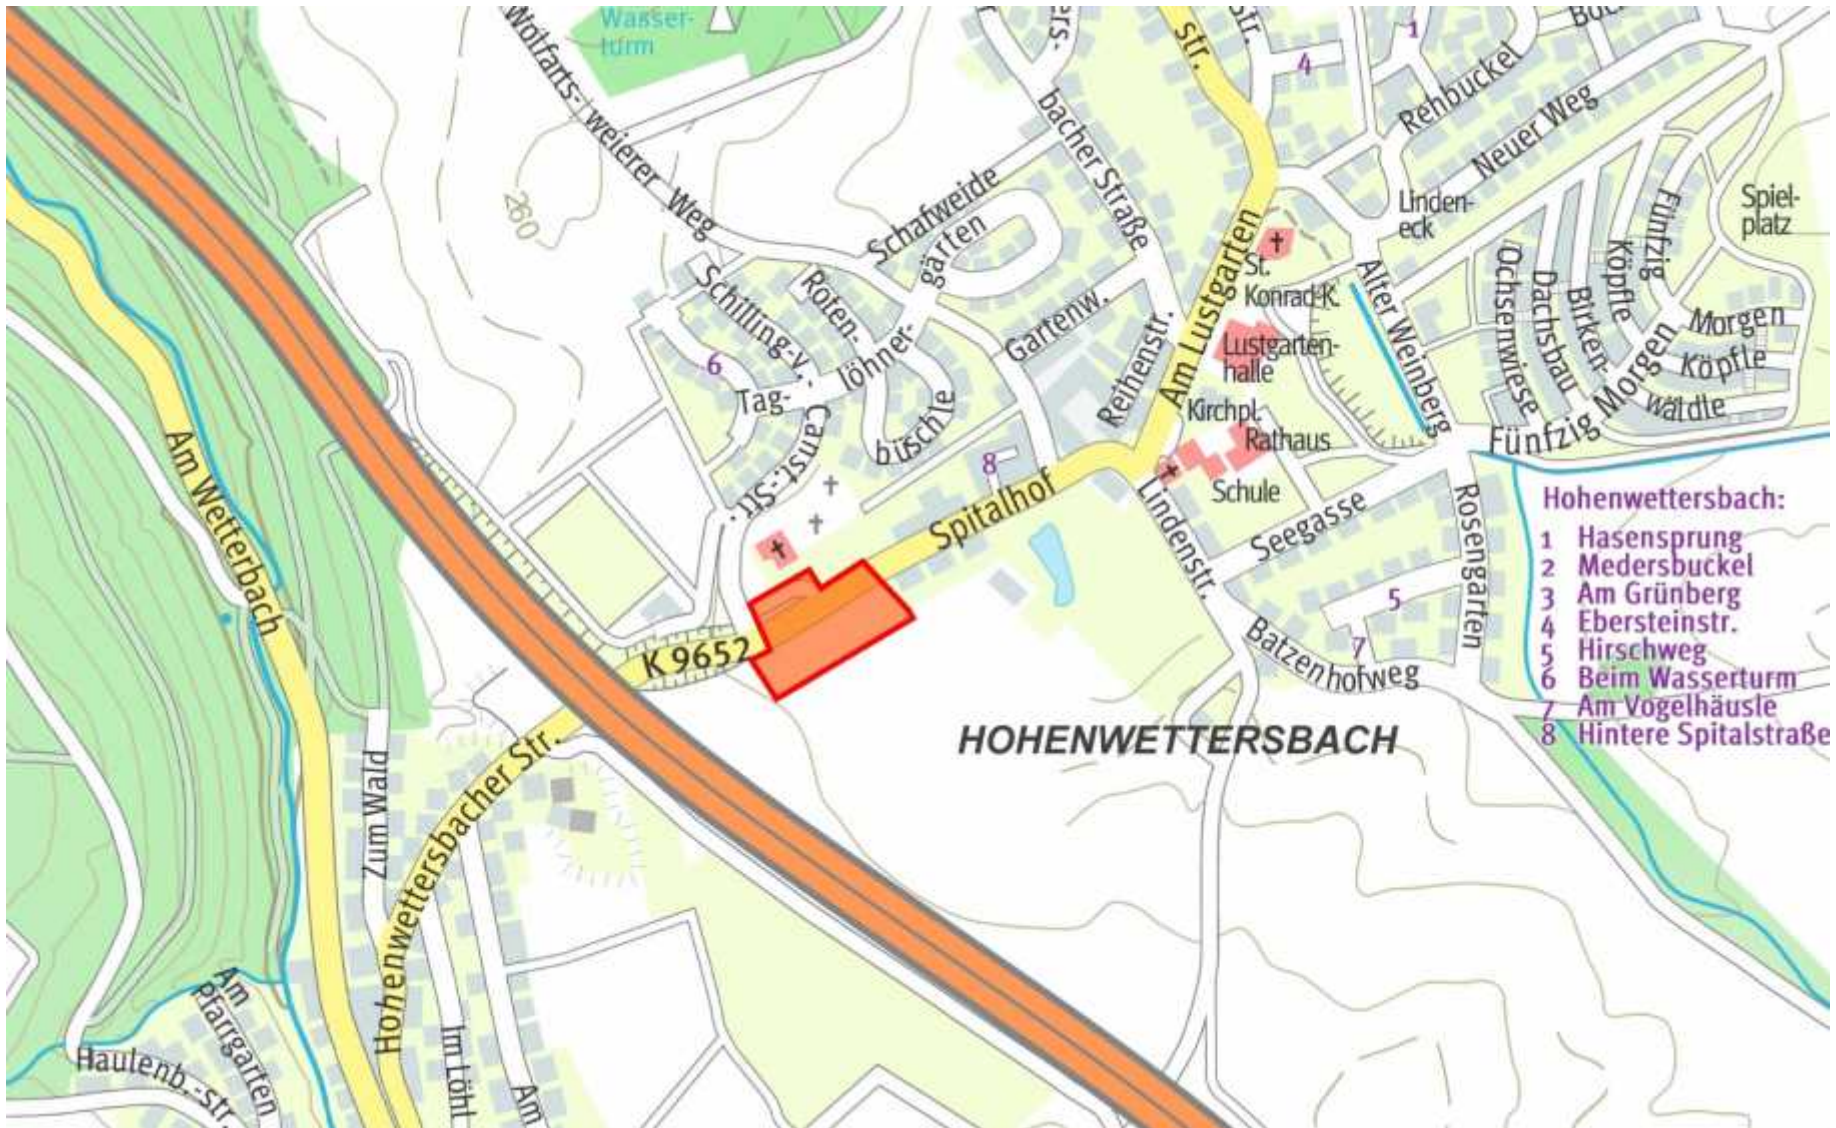 Wasser-
turm
Wolfarts-
weierer Weg
str.
Str.
4
1
Rehbuckel
Neuer Weg
bacher Straße
260
Schafweide
gärten
Linden-
eck
Spiel-
platz
Fünfzig
Köpfle
Birken-
Dachsbau
Ochsenwiese
Am Lustgarten
St.
Konrad-K.
Alter Weinberg
Schilling-v.-
Roten-
löhner-
Gartenw.
Reihenstr.
Lustgarten-
halle
Morgen
Köpfle
wäldle
6
Tag-
Canst.-Str.
büschle
Kirchpl.
Rathaus
Fünfzig Morgen
8
Schule
Spitalhof
Lindenstr.
Seegasse
Rosengarten
Am Wetterbach
Hohenwettersbach:
1 Hasensprung
2 Medersbuckel
3 Am Grünberg
4 Ebersteinstr.
5 Hirschweg
6 Beim Wasserturm
7 Am Vogelhäusle
8 Hintere Spitalstraße
5
7
Batzenhofweg
K 9652
HOHENWETTERSBACH
Zum Wald
Hohenwettersbacher Str.
Am
Pfarrgarten
Haulenb.-str.
Im Löhl
Am